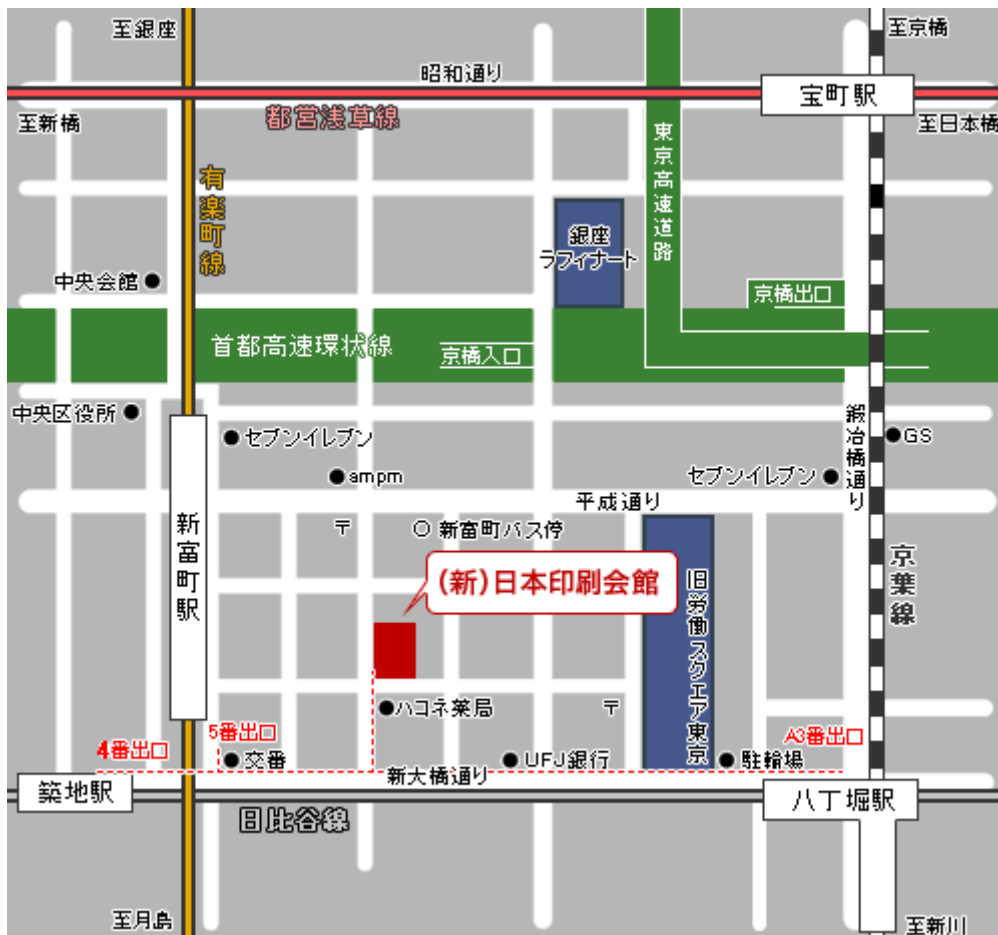 至銀座
至京橋
昭和通り
宝町駅
都営浅草線
至新橋
至日本橋
東京高速道路
有楽町線
銀座
ラフィナート
中央会館
京橋出口
首都高速環状線
京橋入口
中央区役所
セブンイレブン
鍛冶橋通り
GS
ampm
セブンイレブン
平成通り
新富町駅
〒
新富町バス停
京葉線
(新)日本印刷会館
旧労働スクエア東京
ハコネ薬局
〒
5番出口
A3番出口
4番出口
交番
UFJ銀行
駐輪場
新大橋通り
築地駅
八丁堀駅
日比谷線
至月島
至新川